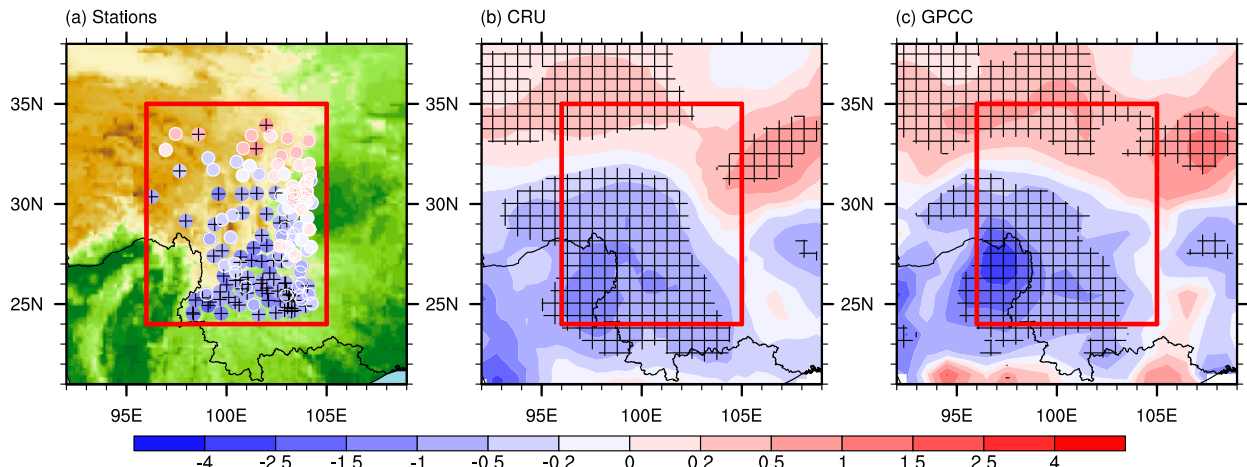 (a) Stations (b) CRU (c) GPCC
35N 35N 35N
30N 30N 30N
25N 25N 25N
95E 100E 105E 95E 100E 105E 95E 100E 105E
-4 -2.5 -1.5 -1 -0.5 -0.2 0 0.2 0.5 1 1.5 2.5 4